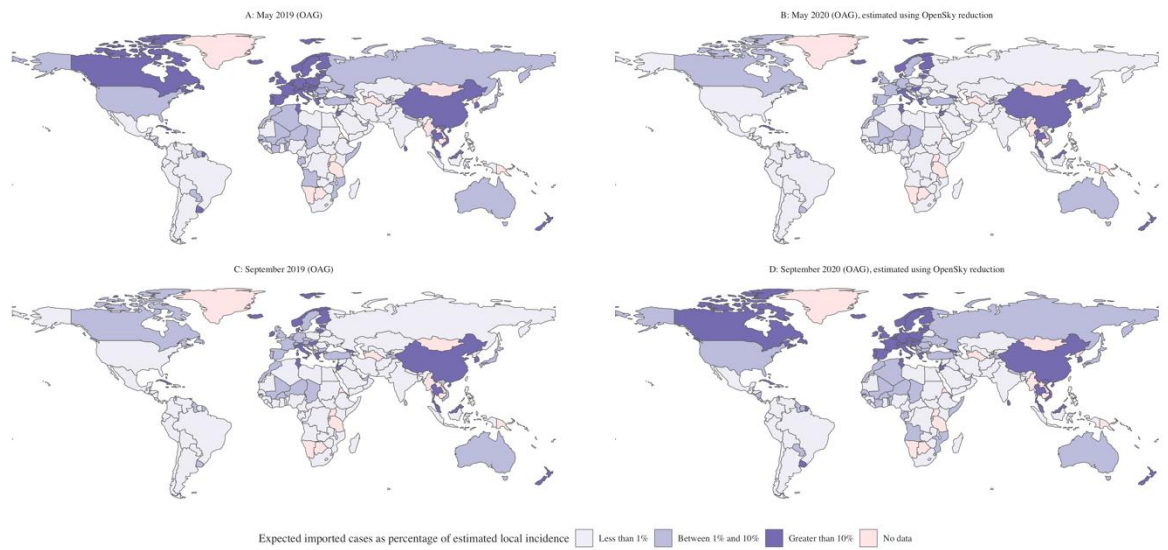 A: May 2019 (OAG)
B: May 2020 (OAG), estimated using OpenSky reduction
C: September 2019 (OAG)
D: September 2020 (OAG), estimated using OpenSky reduction
Expected imported cases as percentage of estimated local incidence Less than 1% Between 1% and 10% Greater than 10% No data